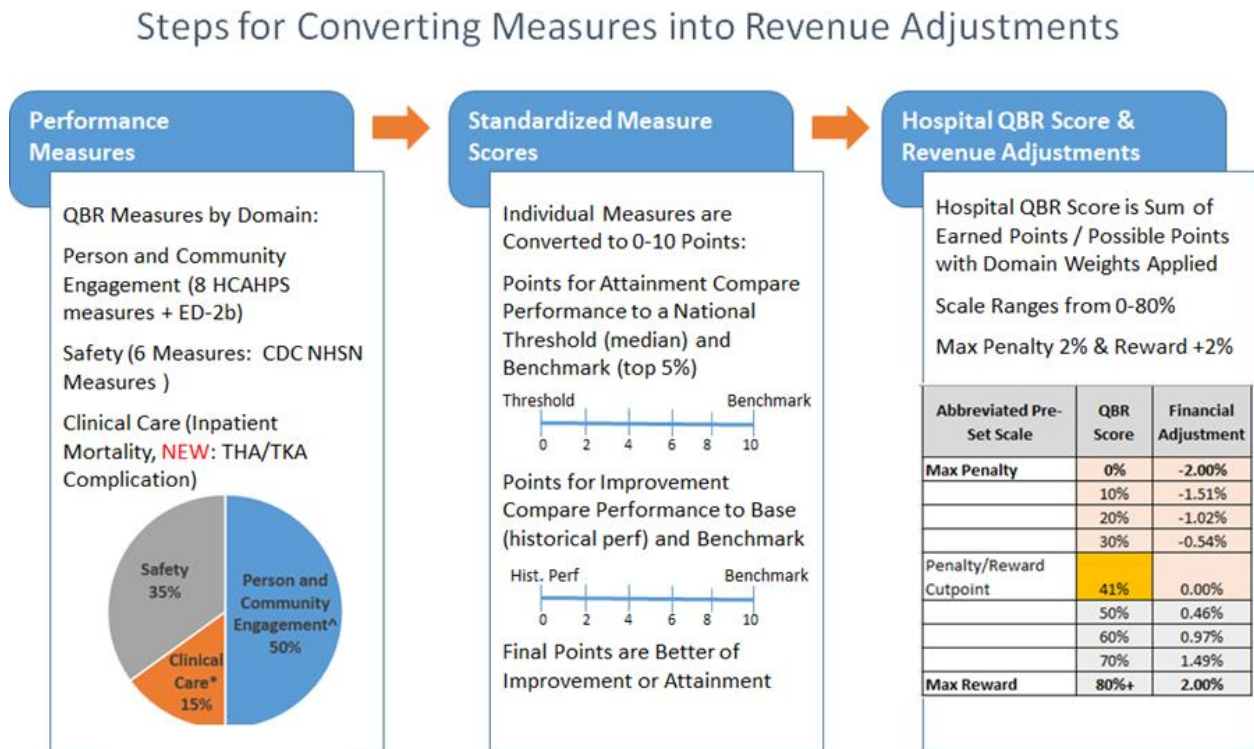 Steps for Converting Measures into Revenue Adjustments
Performance
Measures
QBR Measures by Domain:
Person and Community
Engagement (8 HCAHPS
measures + ED-2b)
Safety (6 Measures: CDC NHSN
Measures )
Clinical Care (Inpatient
Mortality, NEW: THA/TKA
Complication)
Safety
35%
Person and
Community
Engagement^
50%
Clinical
Care*
15%
Standardized Measure
Scores
Individual Measures are
Converted to 0-10 Points:
Points for Attainment Compare
Performance to a National
Threshold (median) and
Benchmark (top 5%)
Threshold Benchmark
0 2 4 6 8 10
Points for Improvement
Compare Performance to Base
(historical perf) and Benchmark
Hist. Perf Benchmark
0 2 4 6 8 10
Final Points are Better of
Improvement or Attainment
Hospital QBR Score &
Revenue Adjustments
Hospital QBR Score is Sum of
Earned Points / Possible Points
with Domain Weights Applied
Scale Ranges from 0-80%
Max Penalty 2% & Reward +2%
Abbreviated Pre-
Set Scale
QBR
Score
Financial
Adjustment
Max Penalty 0% -2.00%
10% -1.51%
20% -1.02%
30% -0.54%
Penalty/Reward
Cutpoint 41% 0.00%
50% 0.46%
60% 0.97%
70% 1.49%
Max Reward 80%+ 2.00%